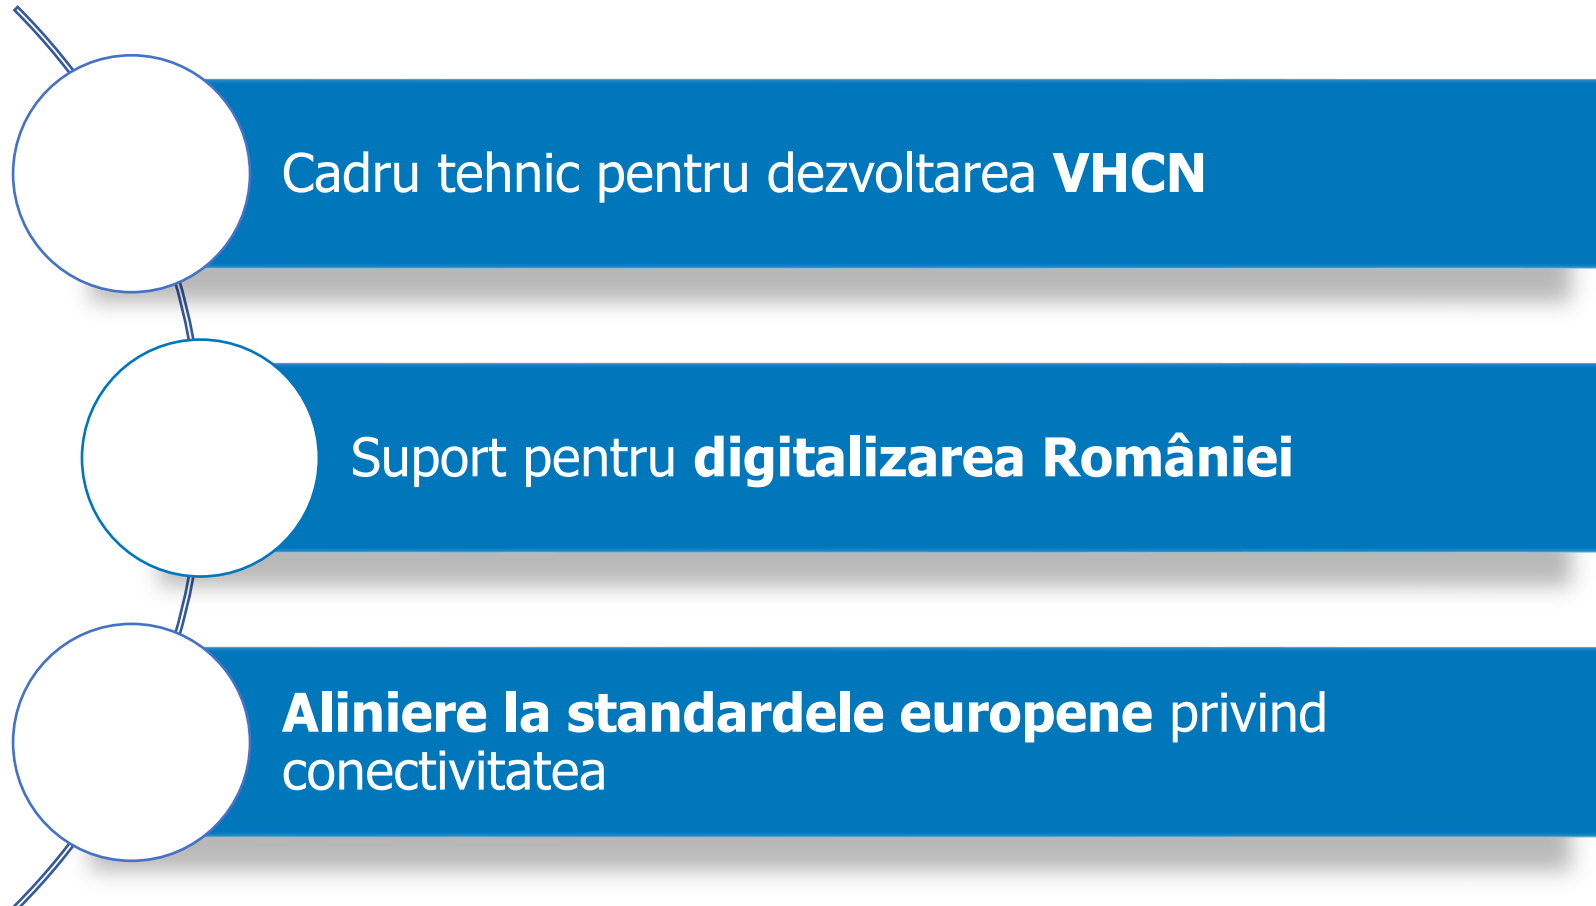 Cadru tehnic pentru dezvoltarea VHCN
Suport pentru digitalizarea României
Aliniere la standardele europene privind
conectivitatea